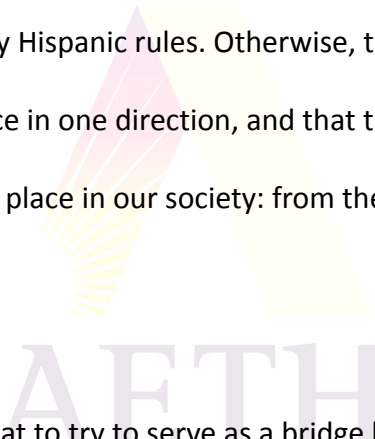 y Hispanic rules. Otherwise, t
ce in one direction, and that t
place in our society: from the
AETH
at to try to serve as a bridge